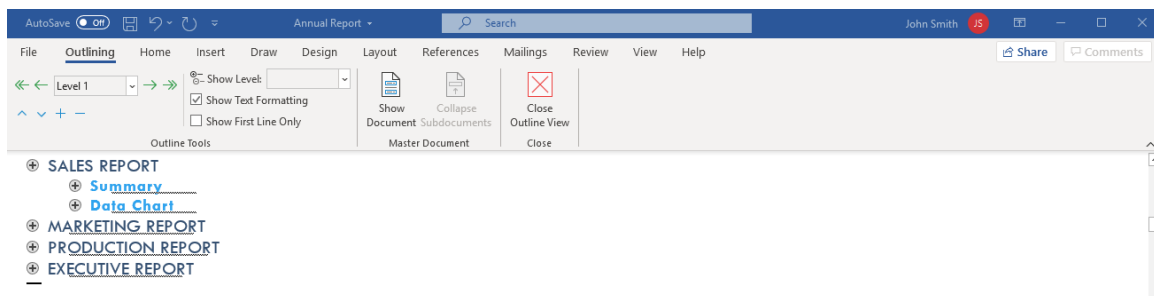 AutoSave Off Annual Report Search John Smith JS
File Outlining Home Insert Draw Design Layout References Mailings Review View Help Share Comments
Level 1
Show Level:
Show Text Formatting
Show First Line Only
Show Document
Collapse Subdocuments
Close Outline View
Outline Tools Master Document Close
SALES REPORT
Summary
Data Chart
MARKETING REPORT
PRODUCTION REPORT
EXECUTIVE REPORT